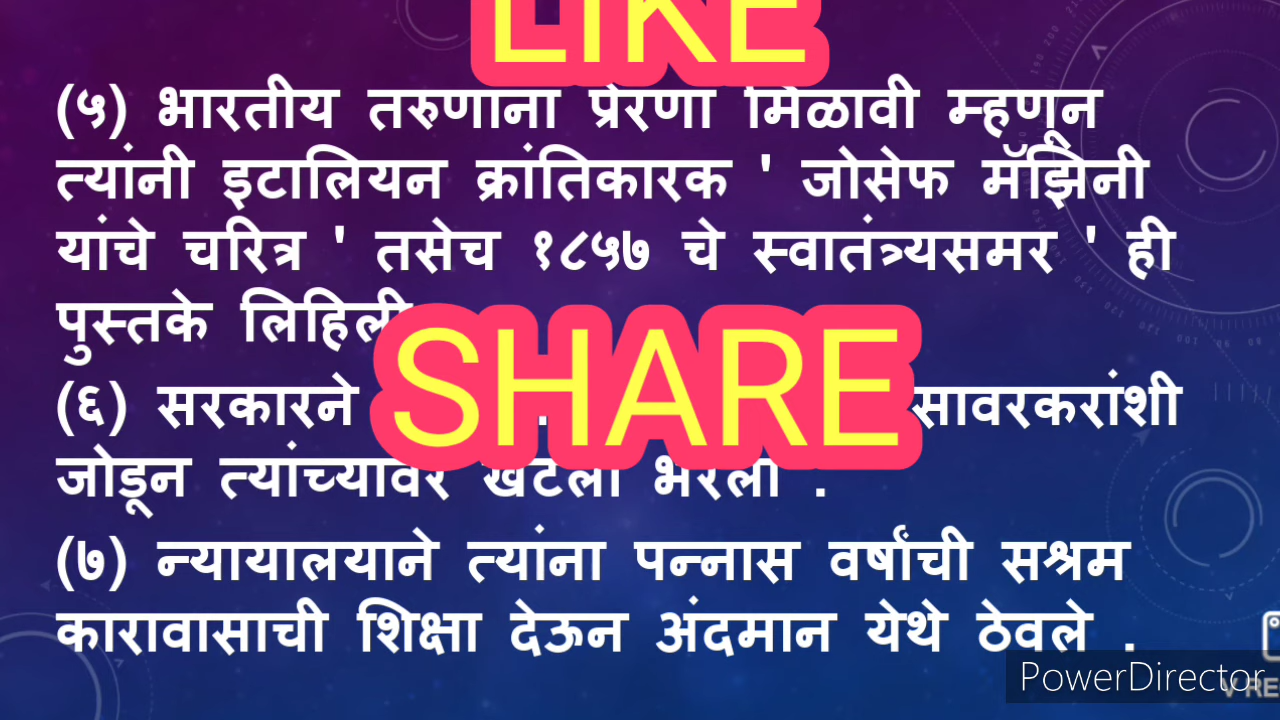 LIKE
(५) भारतीय तरुणांना प्रेरणा मिळावी म्हणून
त्यांनी इटालियन क्रांतिकारक ' जोसेफ मॅझिनी
यांचे चरित्र ' तसेच १८५७ चे स्वातंत्र्यसमर ' ही
पुस्तके लिहिली
SHARE
(६) सरकारने सावरकरांशी
जोडून त्यांच्यावर खटला भरला .
(७) न्यायालयाने त्यांना पन्नास वर्षांची सश्रम
कारावासाची शिक्षा देऊन अंदमान येथे ठेवले .
PowerDirector